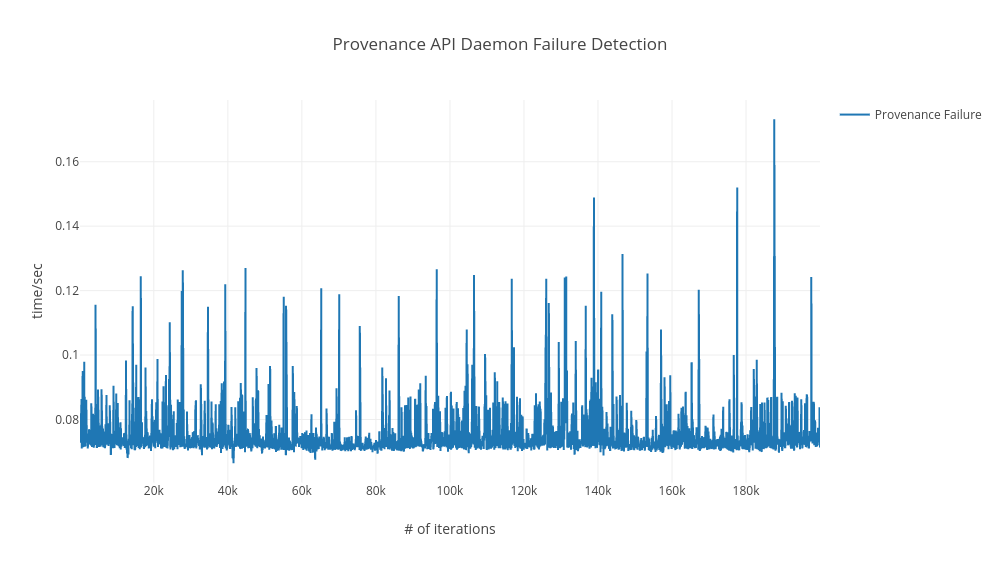 Provenance API Daemon Failure Detection
Provenance Failure
0.16
0.14
0.12
0.1
0.08
time/sec
20k
40k
60k
80k
100k
120k
140k
160k
180k
# of iterations